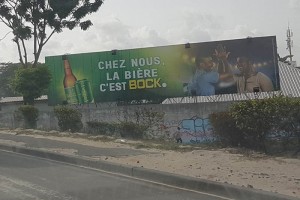 CHEZ NOUS
LA BIÈRE
C'EST BOCK.